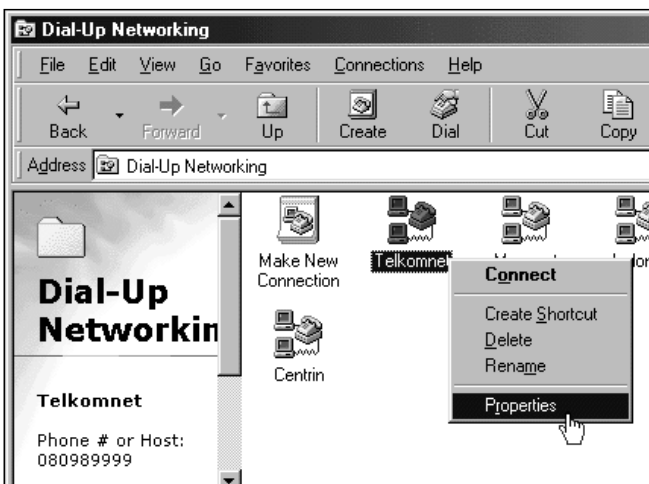 Dial-Up Networking
File Edit View Go Favorites Connections Help
Back Forward Up Create Dial Cut Copy
Address Dial-Up Networking
Dial-Up
Networkin
Telkomnet
Phone # or Host:
080989999
Make New
Connection
Telkomnet
Centrin
Connect
Create Shortcut
Delete
Rename
Properties